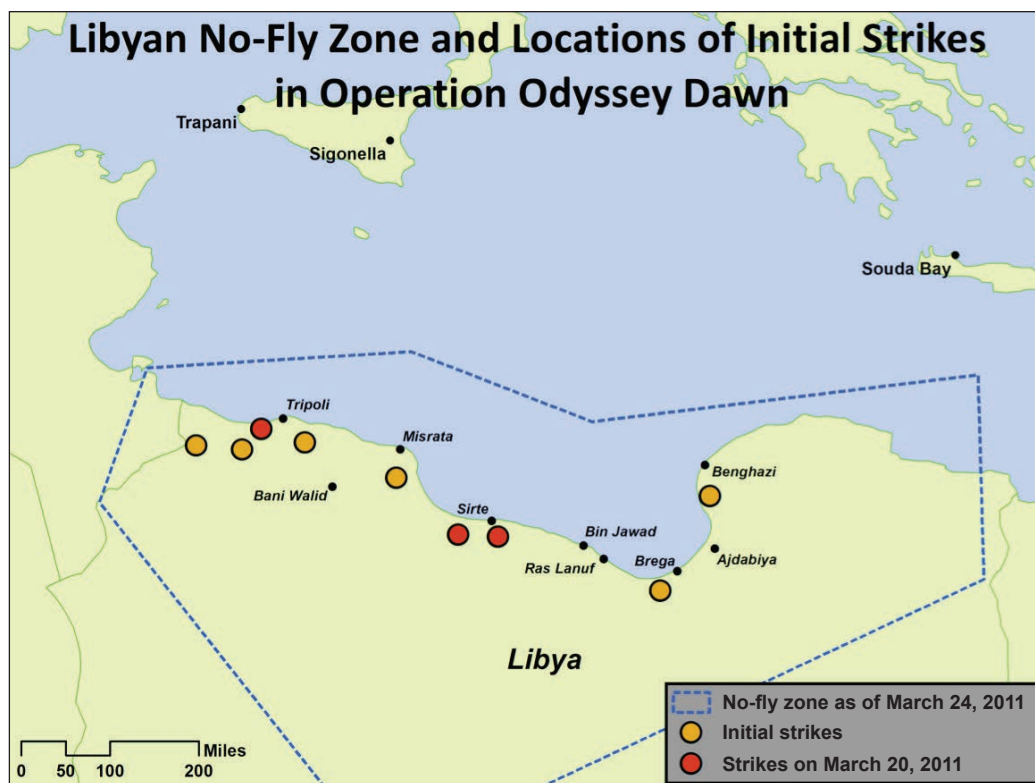 Libyan No-Fly Zone and Locations of Initial Strikes
in Operation Odyssey Dawn
Trapani
Sigonella
Souda Bay
Tripoli
Misrata
Benghazi
Bani Walid
Sirte
Bin Jawad
Ras Lanuf
Brega
Ajdabiya
Libya
No-fly zone as of March 24, 2011
Initial strikes
Strikes on March 20, 2011
Miles
0 50 100 200